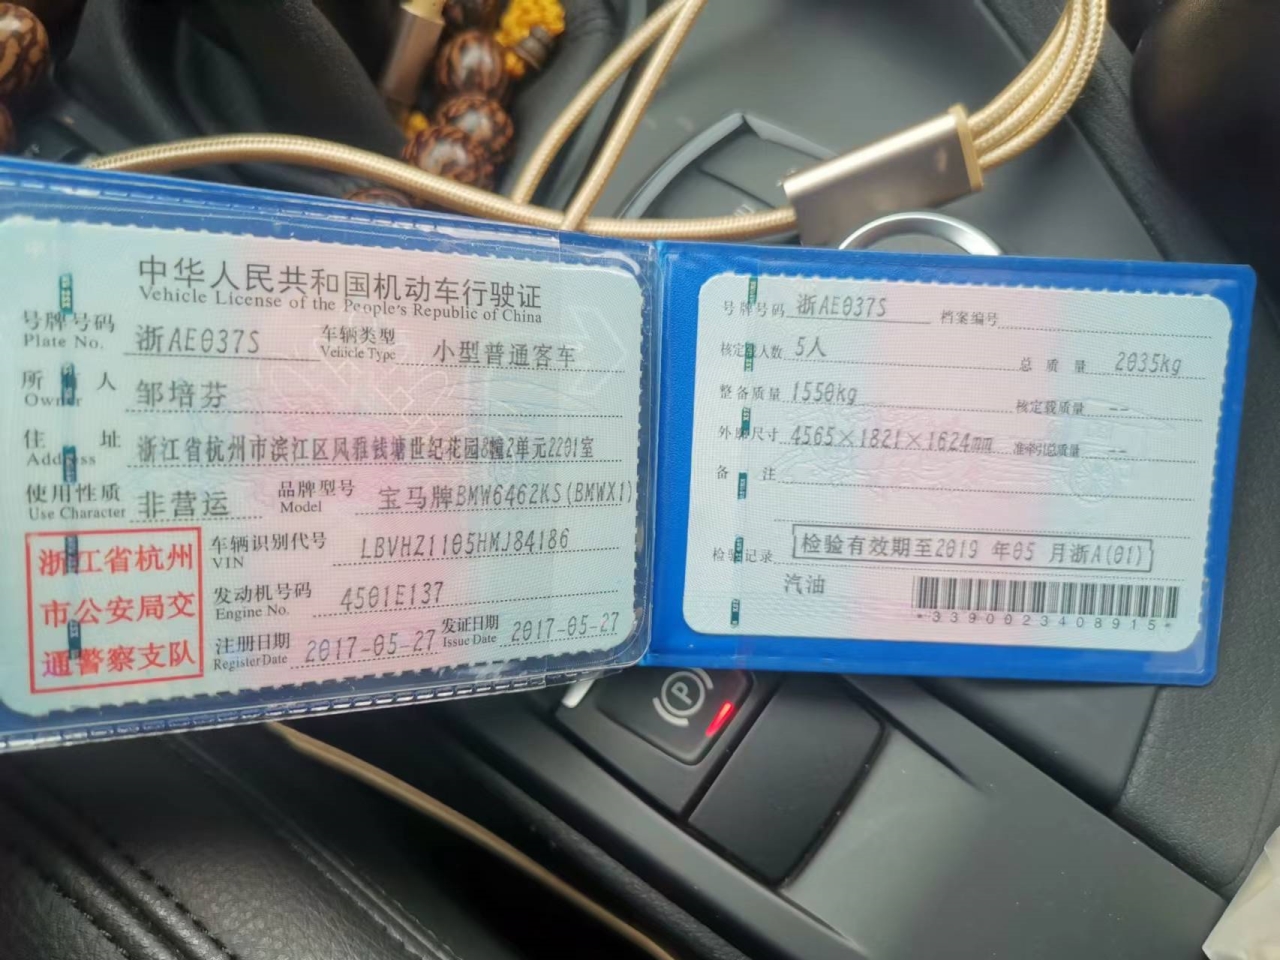 中华人民共和国机动车行驶证
Vehicle License of the People's Republic of China
号牌号码 浙AE037S 车辆类型 小型普通客车
Plate No. Vehicle Type
所 人 邹培芬
Owner
住 址 浙江省杭州市滨江区风雅钱塘世纪花园8幢2单元2201室
Address
使用性质 非营运 品牌型号 宝马牌BMW6462KS(BMWX1)
Use Character Model
浙江省杭州
市公安局交
通警察支队
车辆识别代号 LBVHZ1105HMJ84186
VIN
发动机号码 4501E137
Engine No.
注册日期 2017-05-27 发证日期 2017-05-27
Register Date Issue Date
号牌号码 浙AE037S 档案编号
核定载人数 5人 总质量 2035kg
整备质量 1550kg 核定载质量 --
外廓尺寸 4565×1821×1624mm 准牵引总质量 --
备 注
检验记录 检验有效期至2019 年05 月浙A(01)
汽油
*3390023408915*
P